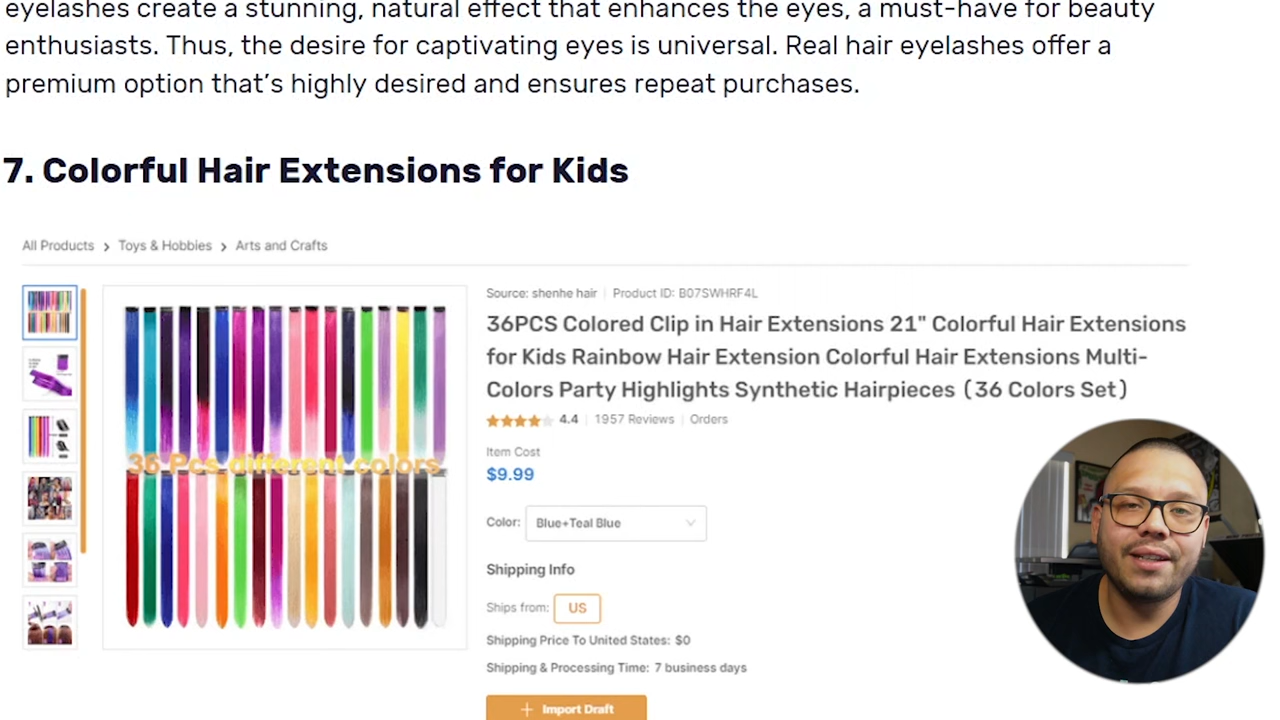 eyelashes create a stunning, natural effect that enhances the eyes, a must-have for beauty
enthusiasts. Thus, the desire for captivating eyes is universal. Real hair eyelashes offer a
premium option that's highly desired and ensures repeat purchases.
7. Colorful Hair Extensions for Kids
All Products > Toys & Hobbies > Arts and Crafts
36 Pcs different colors
Source: shenhe hair | Product ID: B07SWHRF4L
36PCS Colored Clip in Hair Extensions 21" Colorful Hair Extensions
for Kids Rainbow Hair Extension Colorful Hair Extensions Multi-
Colors Party Highlights Synthetic Hairpieces (36 Colors Set)
4.4 | 1957 Reviews | Orders
Item Cost
$9.99
Color: Blue+Teal Blue
Shipping Info
Ships from: US
Shipping Price To United States: $0
Shipping & Processing Time: 7 business days
+ Import Draft